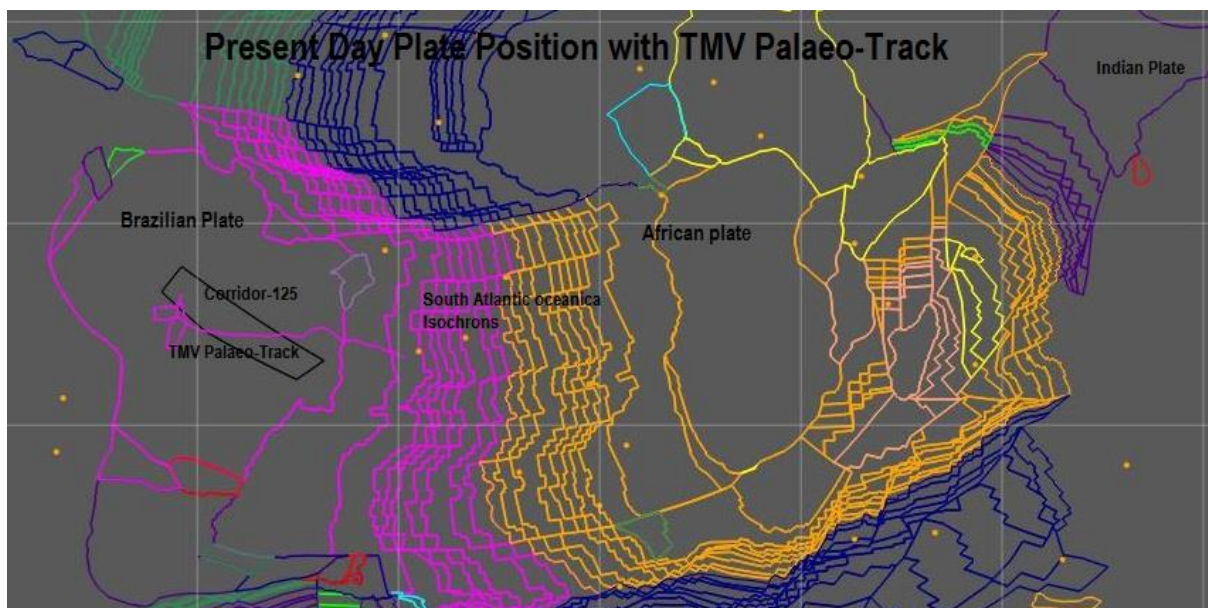 Present Day Plate Position with TMV Palaeo-Track
Indian Plate
Brazilian Plate
African plate
Corridor-125
South Atlantic oceanica
Isochrons
TMV Palaeo-Track